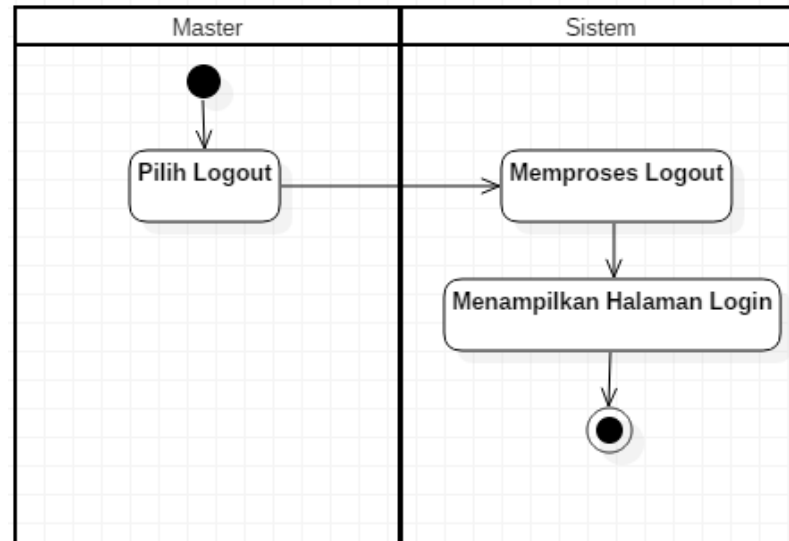 Master
Sistem
Pilih Logout
Memproses Logout
Menampilkan Halaman Login